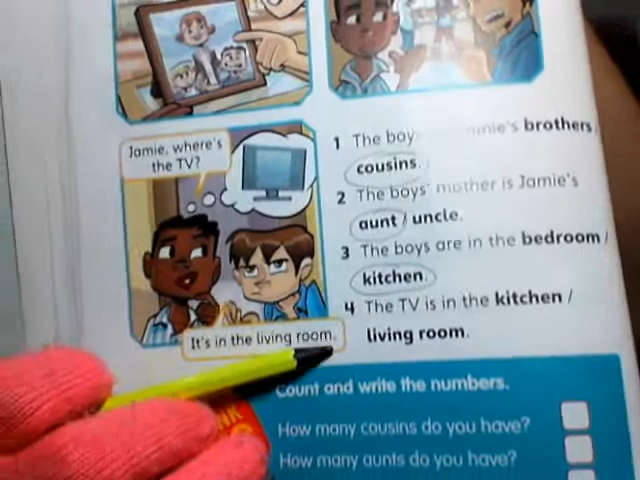 Jamie, where's
the TV?
It's in the living room.
1 The boy brothers/
cousins.
2 The boys' mother is Jamie's
aunt / uncle.
3 The boys are in the bedroom /
kitchen.
4 The TV is in the kitchen /
living room.
Count and write the numbers.
How many cousins do you have?
How many aunts do you have?